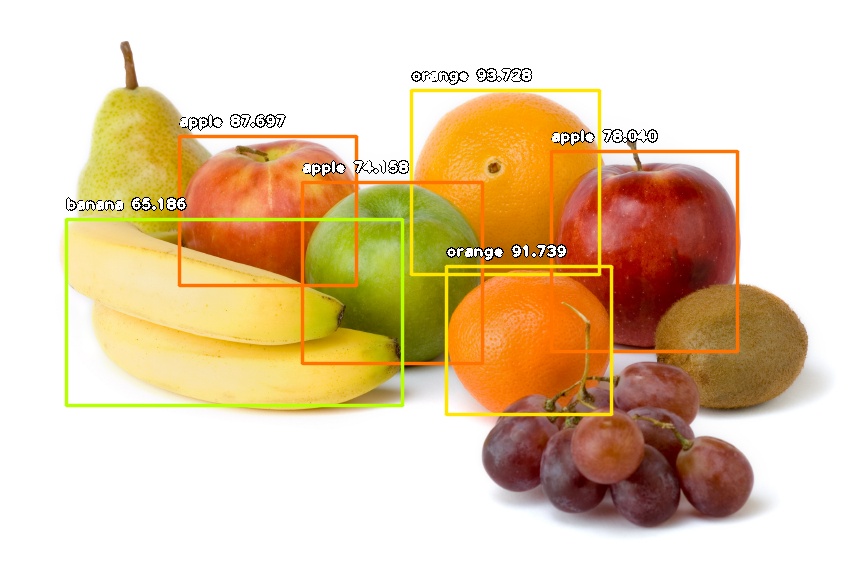 orange 93.728
apple 87.697
apple 78.040
apple 74.158
banana 65.186
orange 91.739